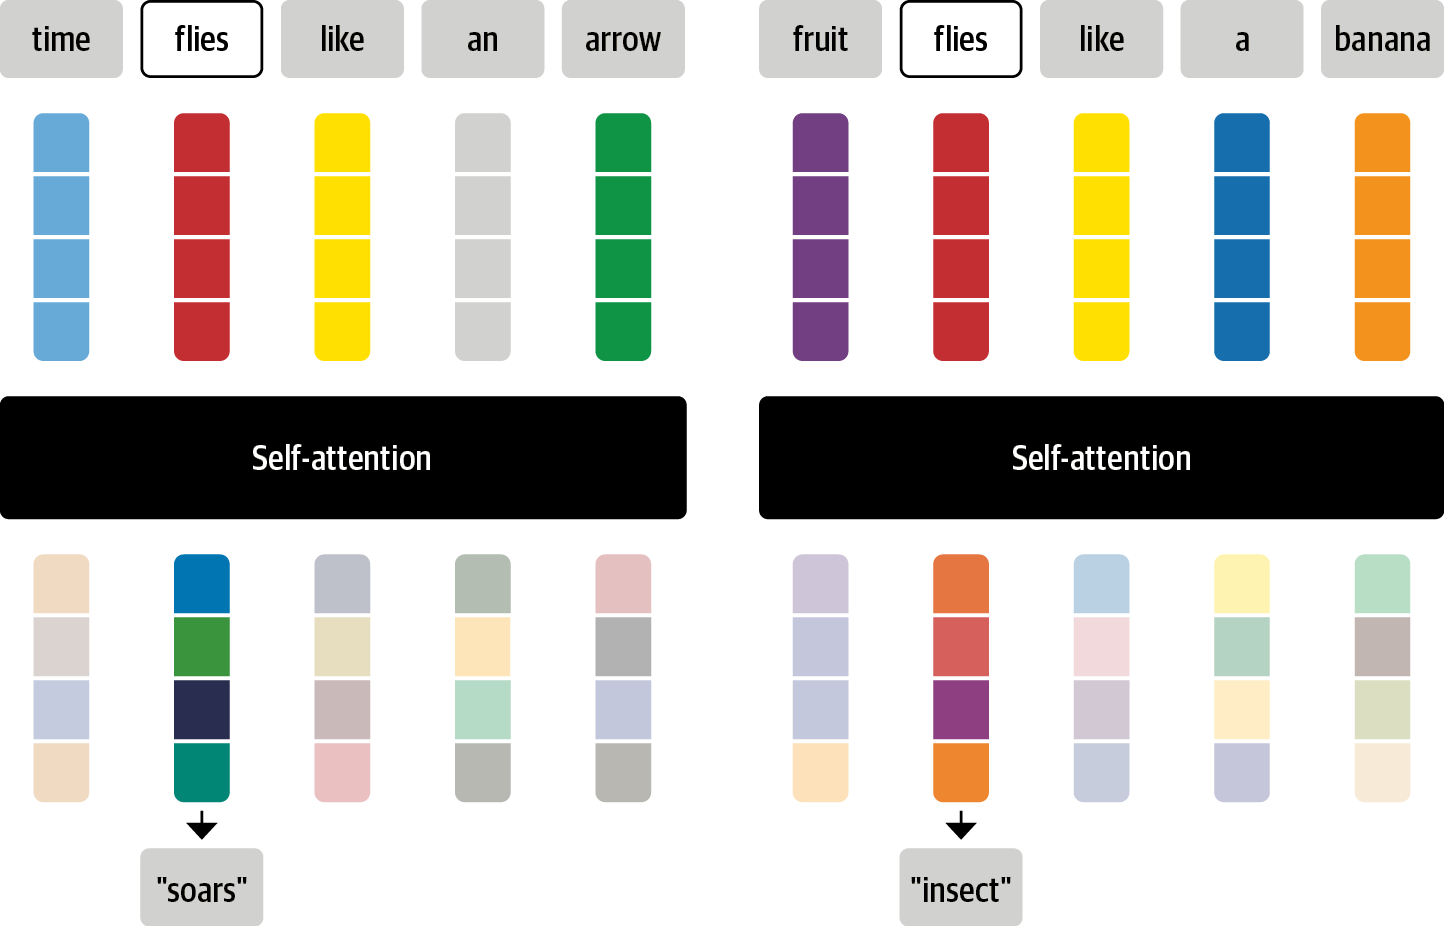 time flies like an arrow fruit flies like a banana
Self-attention Self-attention
"soars" "insect"